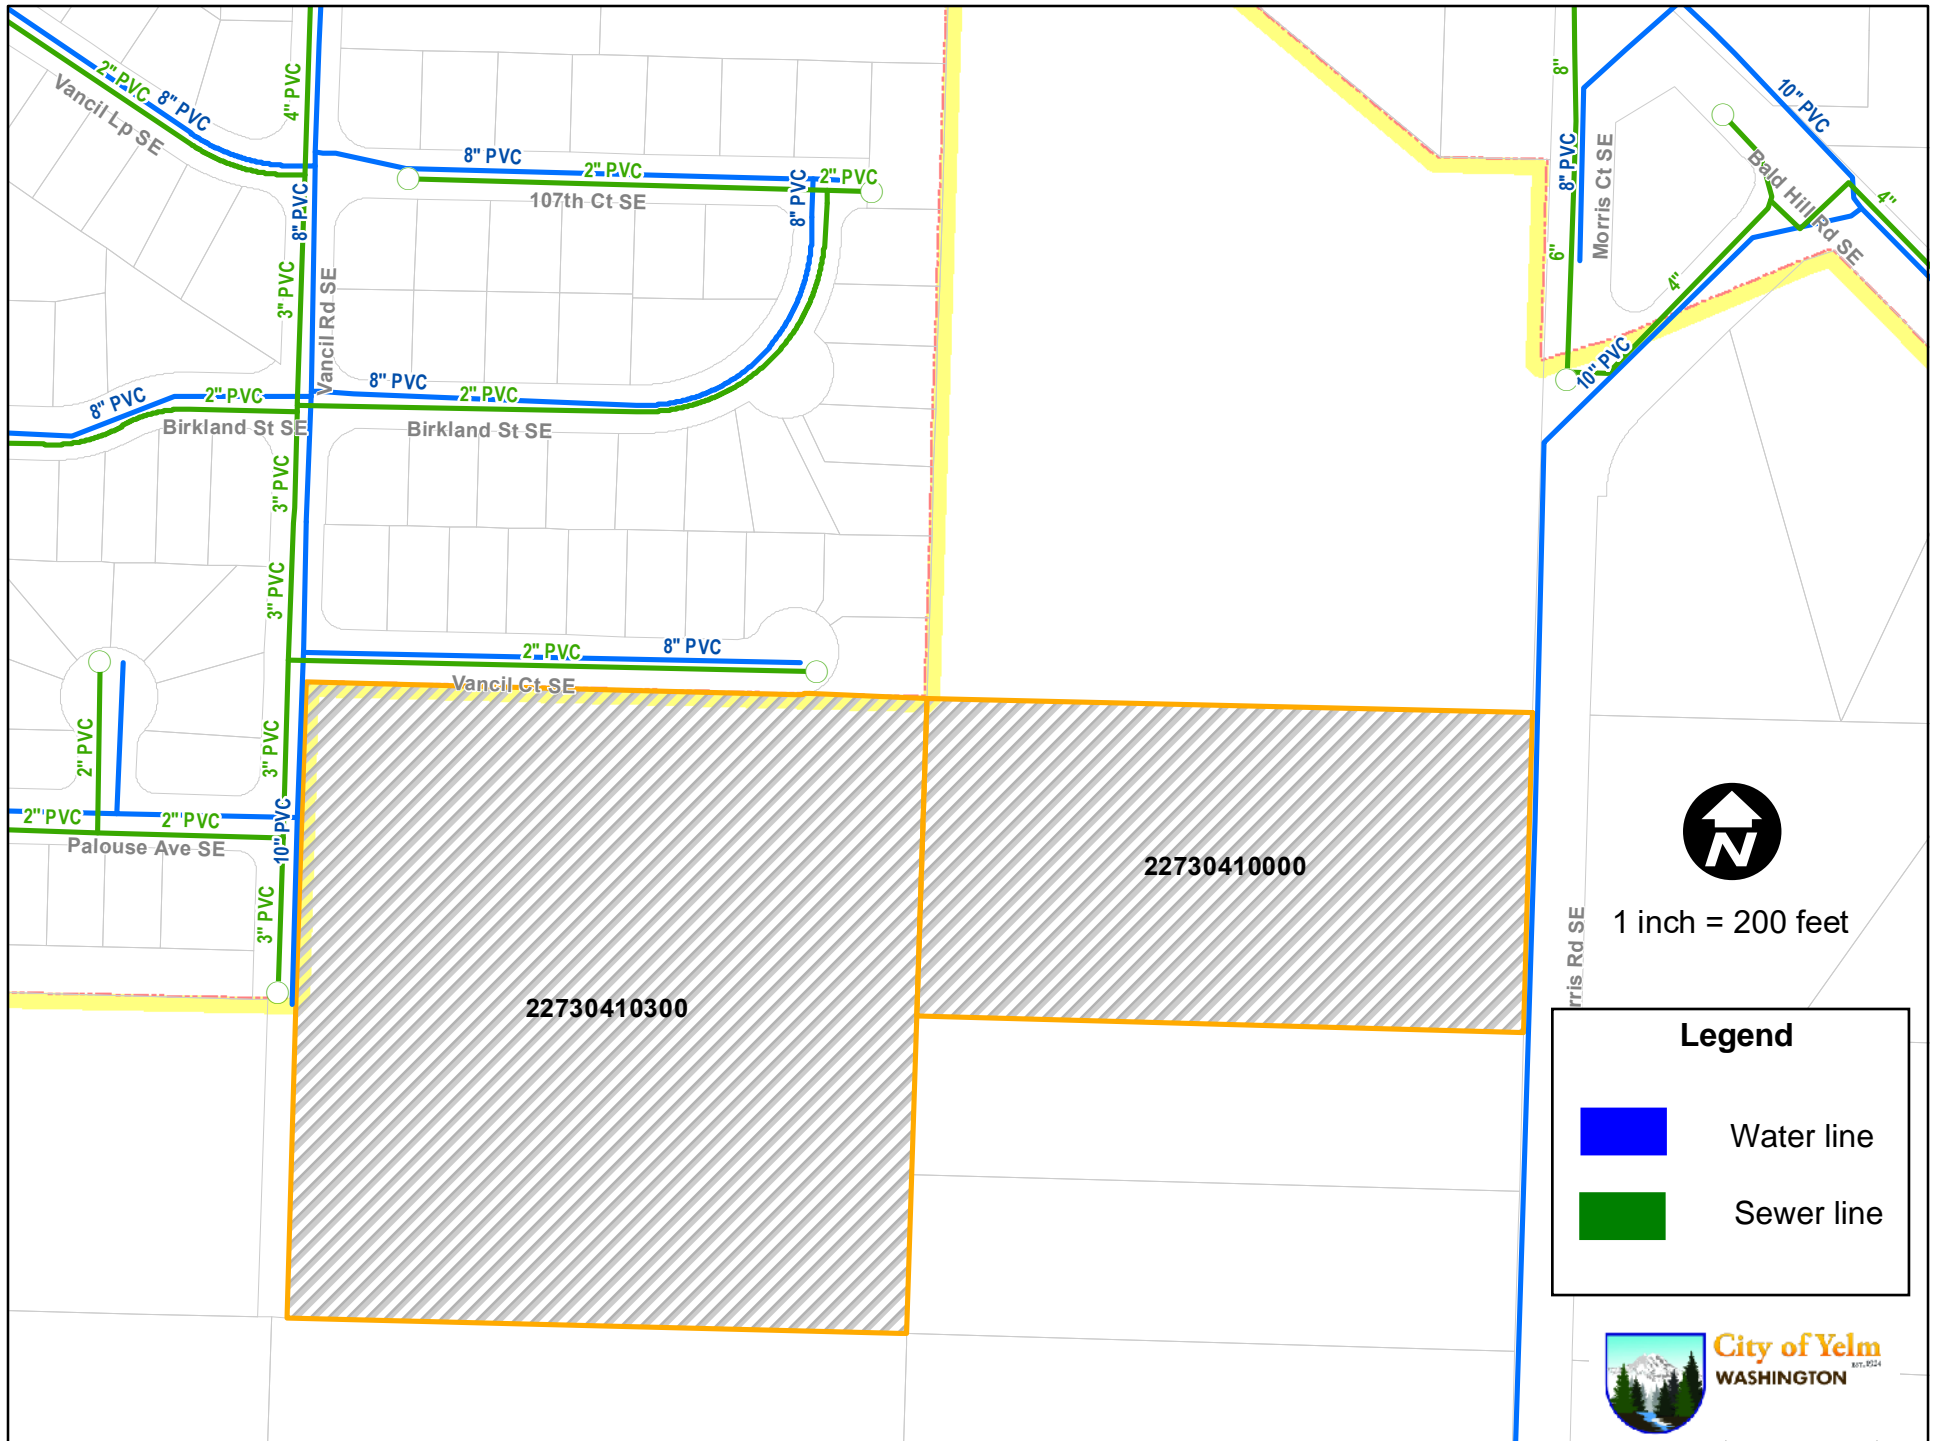 2" PVC
8" PVC
Vancil Lp SE
4" PVC
8" PVC
3" PVC
Vancil Rd SE
8" PVC
2" PVC
107th Ct SE
8" PVC
2" PVC
8"
8" PVC
6"
Morris Ct SE
10" PVC
Bald Hill Rd SE
4"
4"
10" PVC
8" PVC
2" PVC
Birkland St SE
8" PVC
2" PVC
Birkland St SE
3" PVC
3" PVC
2" PVC
8" PVC
Vancil Ct SE
2" PVC
3" PVC
2" PVC
2" PVC
Palouse Ave SE
10" PVC
3" PVC
22730410000
22730410300
N
1 inch = 200 feet
rris Rd SE
Legend
Water line
Sewer line
City of Yelm
EST. 1924
WASHINGTON